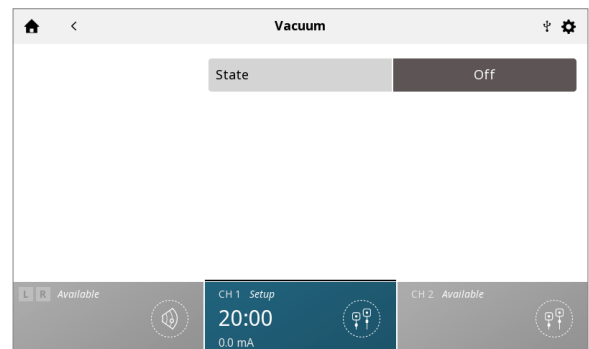 Vacuum
State Off
L R Available
CH 1 Setup
20:00
0.0 mA
CH 2 Available